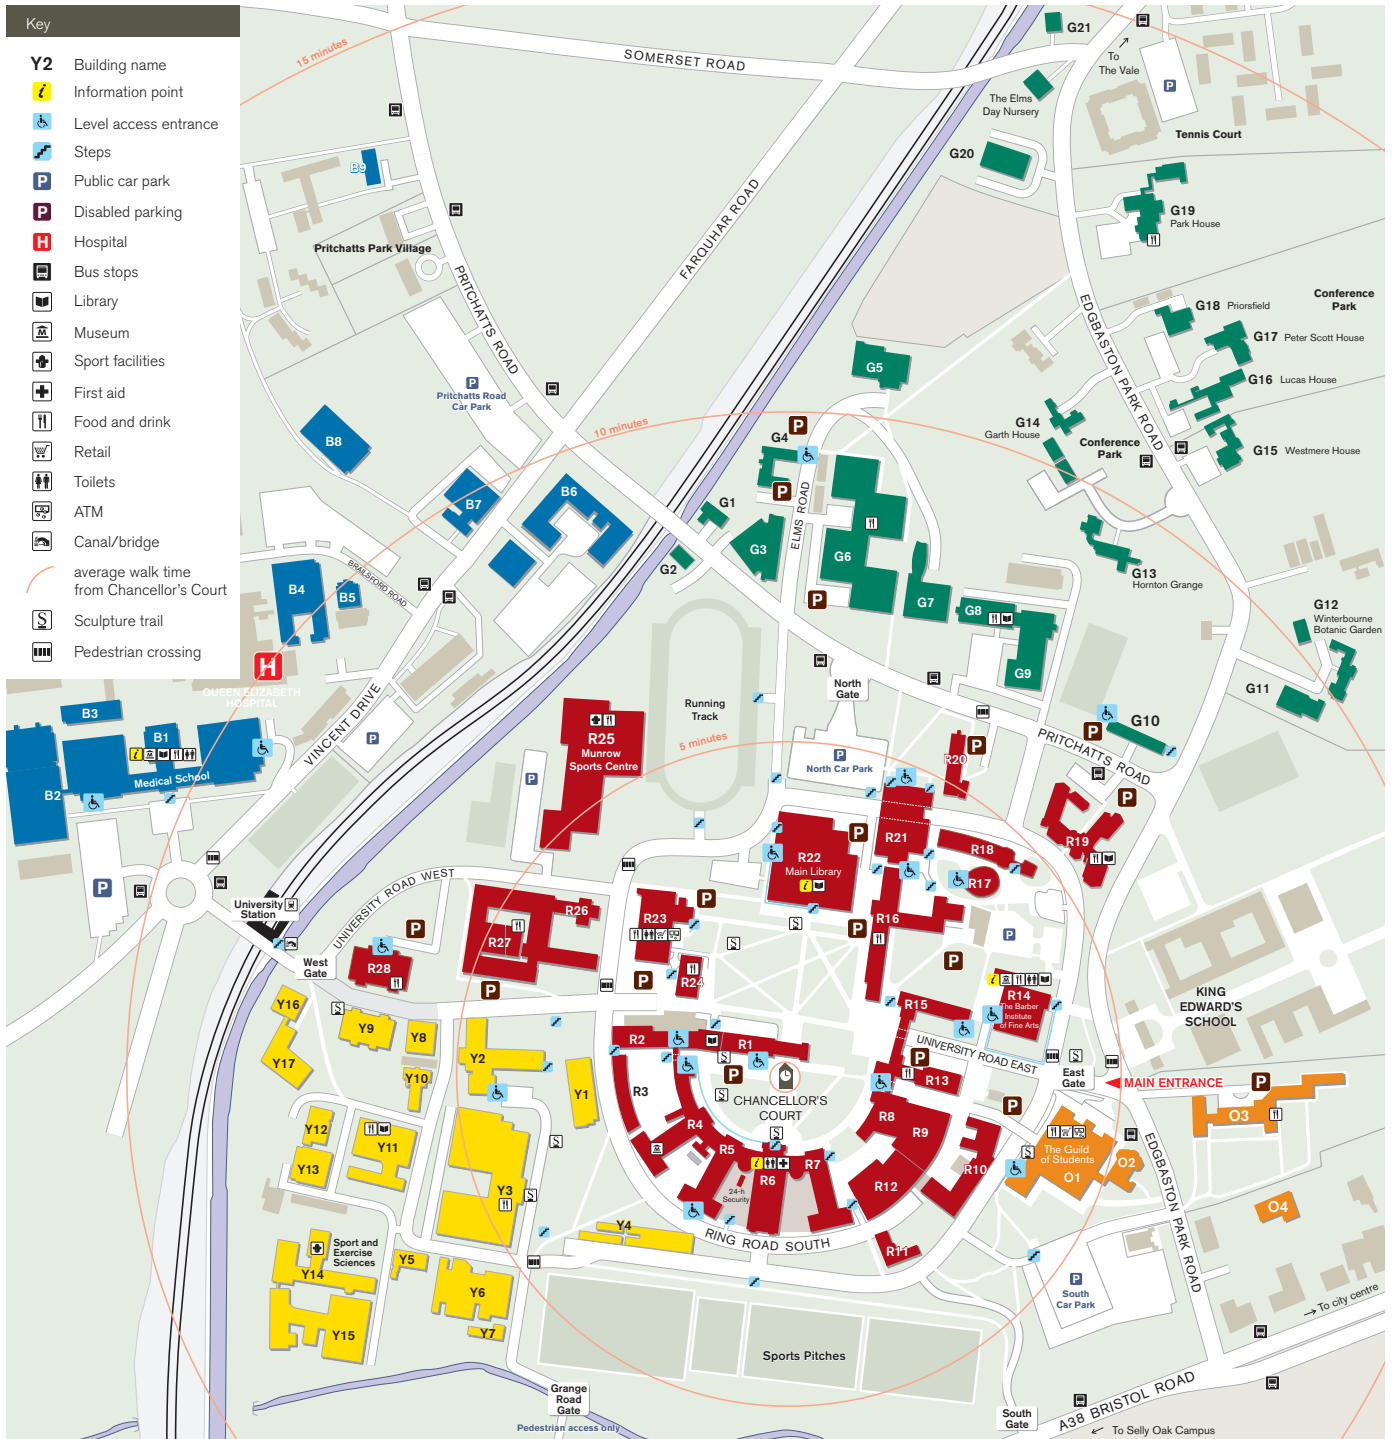 Key
Y2 Building name
i Information point
Level access entrance
Steps
P Public car park
P Disabled parking
H Hospital
Bus stops
Library
Museum
Sport facilities
First aid
Food and drink
Retail
Toilets
ATM
Canal/bridge
average walk time
from Chancellor's Court
S Sculpture trail
Pedestrian crossing
15 minutes
SOMERSET ROAD
G21
To
The Vale
P
The Elms
Day Nursery
Tennis Court
G20
B9
FARQUHAR ROAD
G19
Park House
Pritchatts Park Village
PRITCHATTS ROAD
EDGBASTON PARK ROAD
Conference
Park
G18 Priorsfield
G17 Peter Scott House
G16 Lucas House
G15 Westmere House
G5
P
Pritchatts Road
Car Park
10 minutes
G14
Garth House
Conference
Park
B8
G4
P
P
B7
B6
G1
ELMS ROAD
G3
G6
G2
G13
Hornton Grange
BRAILSFORD ROAD
B4
B5
P
G7
G8
G9
G12
Winterbourne
Botanic Garden
H
QUEEN ELIZABETH
HOSPITAL
VINCENT DRIVE
North
Gate
G11
B3
B1
i
Medical School
B2
P
R25
Munrow
Sports Centre
Running
Track
5 minutes
P
North Car Park
R20
P
P
G10
PRITCHATTS ROAD
P
P
R21
R18
R19
R22
Main Library
i
P
R17
P
University
Station
UNIVERSITY ROAD WEST
R26
R27
R23
P
R16
P
P
P
West
Gate
R28
P
P
R24
P
S
S
i
R14
The Barber
Institute
of Fine Arts
KING
EDWARD'S
SCHOOL
R15
UNIVERSITY ROAD EAST
Y16
S
Y9
Y8
Y17
Y2
Y10
Y1
R2
R1
S
P
S
CHANCELLOR'S
COURT
R3
P
R13
East
Gate
S
MAIN ENTRANCE
P
O3
Y12
Y11
Y13
S
R4
R5
S
i
R7
R6
24-h
Security
R8
R9
R10
R12
P
The Guild
of Students
S
O1
O2
O4
EDGBASTON PARK ROAD
Y3
S
Y4
RING ROAD SOUTH
R11
Sport and
Exercise
Sciences
Y14
Y5
Y6
Y7
Y15
P
South
Car Park
To city centre
Sports Pitches
Grange
Road
Gate
Pedestrian access only
South
Gate
A38 BRISTOL ROAD
To Selly Oak Campus